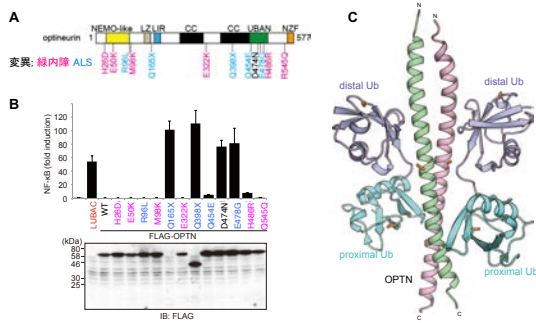 A
NEMO-like LZ LIR CC CC UBAN NZF
optineurin 1 577
変異: 緑内障 ALS
H26D E50K R96L M98K Q165X E322K Q398X Q454E D474N E478G H486R R545Q
B
NF-κB (fold induction)
120
100
80
60
40
20
0
LUBAC WT H26D E50K R96L M98K Q165X E322K Q398X Q454E D474N E478G H486R Q545Q
FLAG-OPTN
(kDa)
80
58
46
30
25
IB: FLAG
C
N
N
distal Ub
distal Ub
proximal Ub
proximal Ub
OPTN
C
C